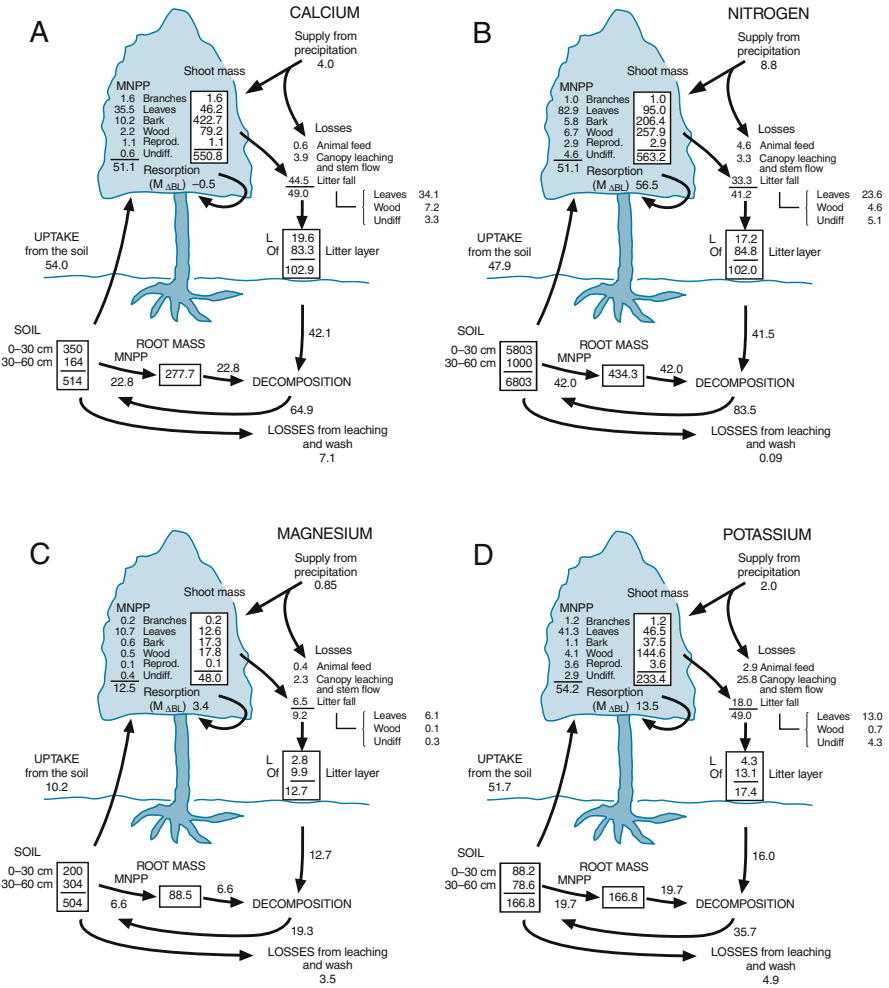 A
CALCIUM
Supply from
precipitation
4.0
Shoot mass
MNPP
1.6 Branches 1.6
35.5 Leaves 46.2
10.2 Bark 422.7
2.2 Wood 79.2
1.1 Reprod. 1.1
0.6 Undiff. 550.8
51.1
Resorption
(M ΔBL) –0.5
Losses
0.6 Animal feed
3.9 Canopy leaching
and stem flow
44.5 Litter fall
49.0
Leaves 34.1
Wood 7.2
Undiff 3.3
L 19.6
Of 83.3 Litter layer
102.9
UPTAKE
from the soil
54.0
42.1
SOIL
0–30 cm 350
30–60 cm 164
514
ROOT MASS
MNPP
22.8
277.7
22.8
DECOMPOSITION
64.9
LOSSES from leaching
and wash
7.1
B
NITROGEN
Supply from
precipitation
8.8
Shoot mass
MNPP
1.0 Branches 1.0
82.9 Leaves 95.0
5.8 Bark 206.4
6.7 Wood 257.9
2.9 Reprod. 2.9
4.6 Undiff. 563.2
51.1
Resorption
(M ΔBL) 56.5
Losses
4.6 Animal feed
3.3 Canopy leaching
and stem flow
33.3 Litter fall
41.2
Leaves 23.6
Wood 4.6
Undiff 5.1
L 17.2
Of 84.8 Litter layer
102.0
UPTAKE
from the soil
47.9
41.5
SOIL
0–30 cm 5803
30–60 cm 1000
6803
ROOT MASS
MNPP
42.0
434.3
42.0
DECOMPOSITION
83.5
LOSSES from leaching
and wash
0.09
C
MAGNESIUM
Supply from
precipitation
0.85
Shoot mass
MNPP
0.2 Branches 0.2
10.7 Leaves 12.6
0.6 Bark 17.3
0.5 Wood 17.8
0.1 Reprod. 0.1
0.4 Undiff. 48.0
12.5
Resorption
(M ΔBL) 3.4
Losses
0.4 Animal feed
2.3 Canopy leaching
and stem flow
6.5 Litter fall
9.2
Leaves 6.1
Wood 0.1
Undiff 0.3
L 2.8
Of 9.9 Litter layer
12.7
UPTAKE
from the soil
10.2
12.7
SOIL
0–30 cm 200
30–60 cm 304
504
ROOT MASS
MNPP
6.6
88.5
6.6
DECOMPOSITION
19.3
LOSSES from leaching
and wash
3.5
D
POTASSIUM
Supply from
precipitation
2.0
Shoot mass
MNPP
1.2 Branches 1.2
41.3 Leaves 46.5
1.1 Bark 37.5
4.1 Wood 144.6
3.6 Reprod. 3.6
2.9 Undiff. 233.4
54.2
Resorption
(M ΔBL) 13.5
Losses
2.9 Animal feed
25.8 Canopy leaching
and stem flow
18.0 Litter fall
49.0
Leaves 13.0
Wood 0.7
Undiff 4.3
L 4.3
Of 13.1 Litter layer
17.4
UPTAKE
from the soil
51.7
16.0
SOIL
0–30 cm 88.2
30–60 cm 78.6
166.8
ROOT MASS
MNPP
19.7
166.8
19.7
DECOMPOSITION
35.7
LOSSES from leaching
and wash
4.9